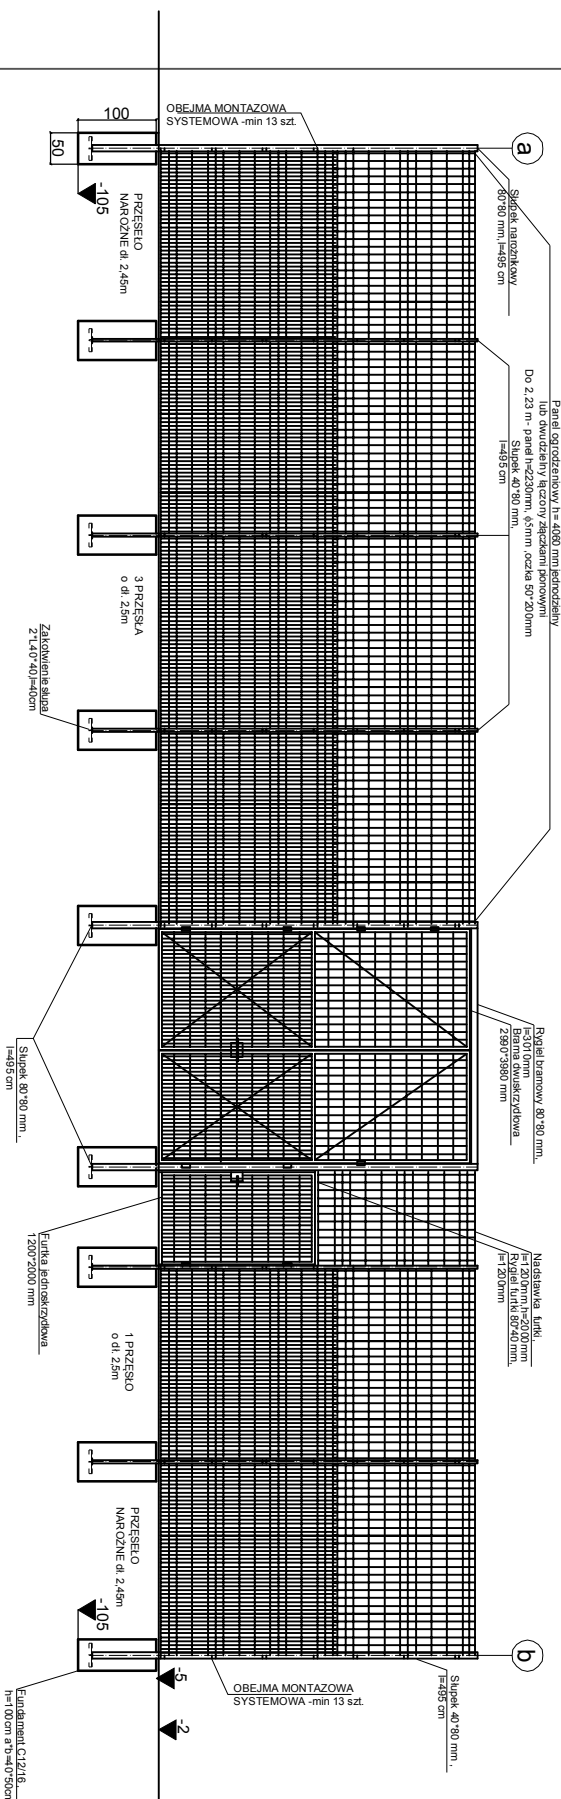 OBEJMA MONTAZOWA
SYSTEMOWA -min 13 szt.
100
50
-105
a
Słupek narożnikowy
80*80 mm, l=495 cm
PRZĘSEŁO
NAROŻNE dł. 2,45m
Panel ogrodzeniowy h= 4060 mm jednodzielny
lub dwudzielny łączony złączkami pionowymi
Do 2,23 m - panel h=2230mm, ϕ5mm ,oczka 50*200mm
Słupek 40*80 mm,
l=495 cm
3 PRZĘSŁA
o dł. 2,5m
Zakotwienie słupa
2*L40*40,l=40cm
Słupek 80*80 mm ,
l=495 cm
Rygiel bramowy 80*80 mm,
l=3010mm
Brama dwuskrzydłowa
2990*3980 mm
Nadstawka furtki,
l=1200mm,h=2000mm
Rygiel furtki 80*40 mm,
l=1200mm
Furtka jednoskrzydłowa
1200*2000 mm
1 PRZĘSŁO
o dł. 2,5m
PRZĘSEŁO
NAROŻNE dł. 2,45m
-105
b
Słupek 40*80 mm ,
l=495 cm
OBEJMA MONTAZOWA
SYSTEMOWA -min 13 szt.
-5
-2
Fundament C12/16,
h=100cm a*b=40*50cm